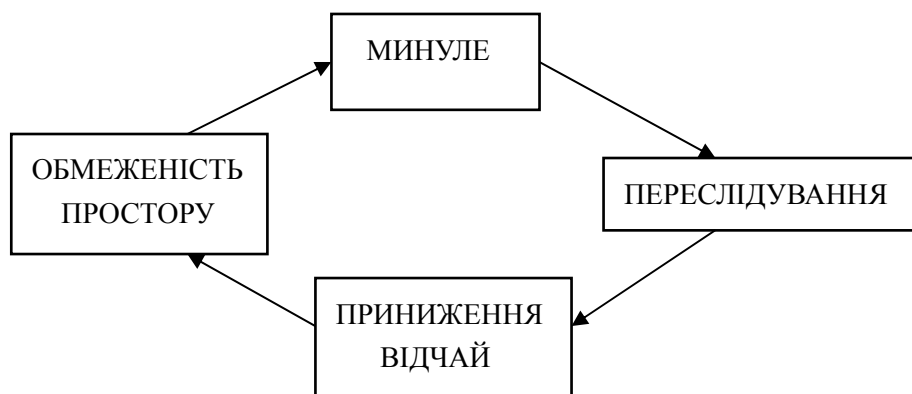 МИНУЛЕ
ОБМЕЖЕНІСТЬ
ПРОСТОРУ
ПЕРЕСЛІДУВАННЯ
ПРИНИЖЕННЯ
ВІДЧАЙ